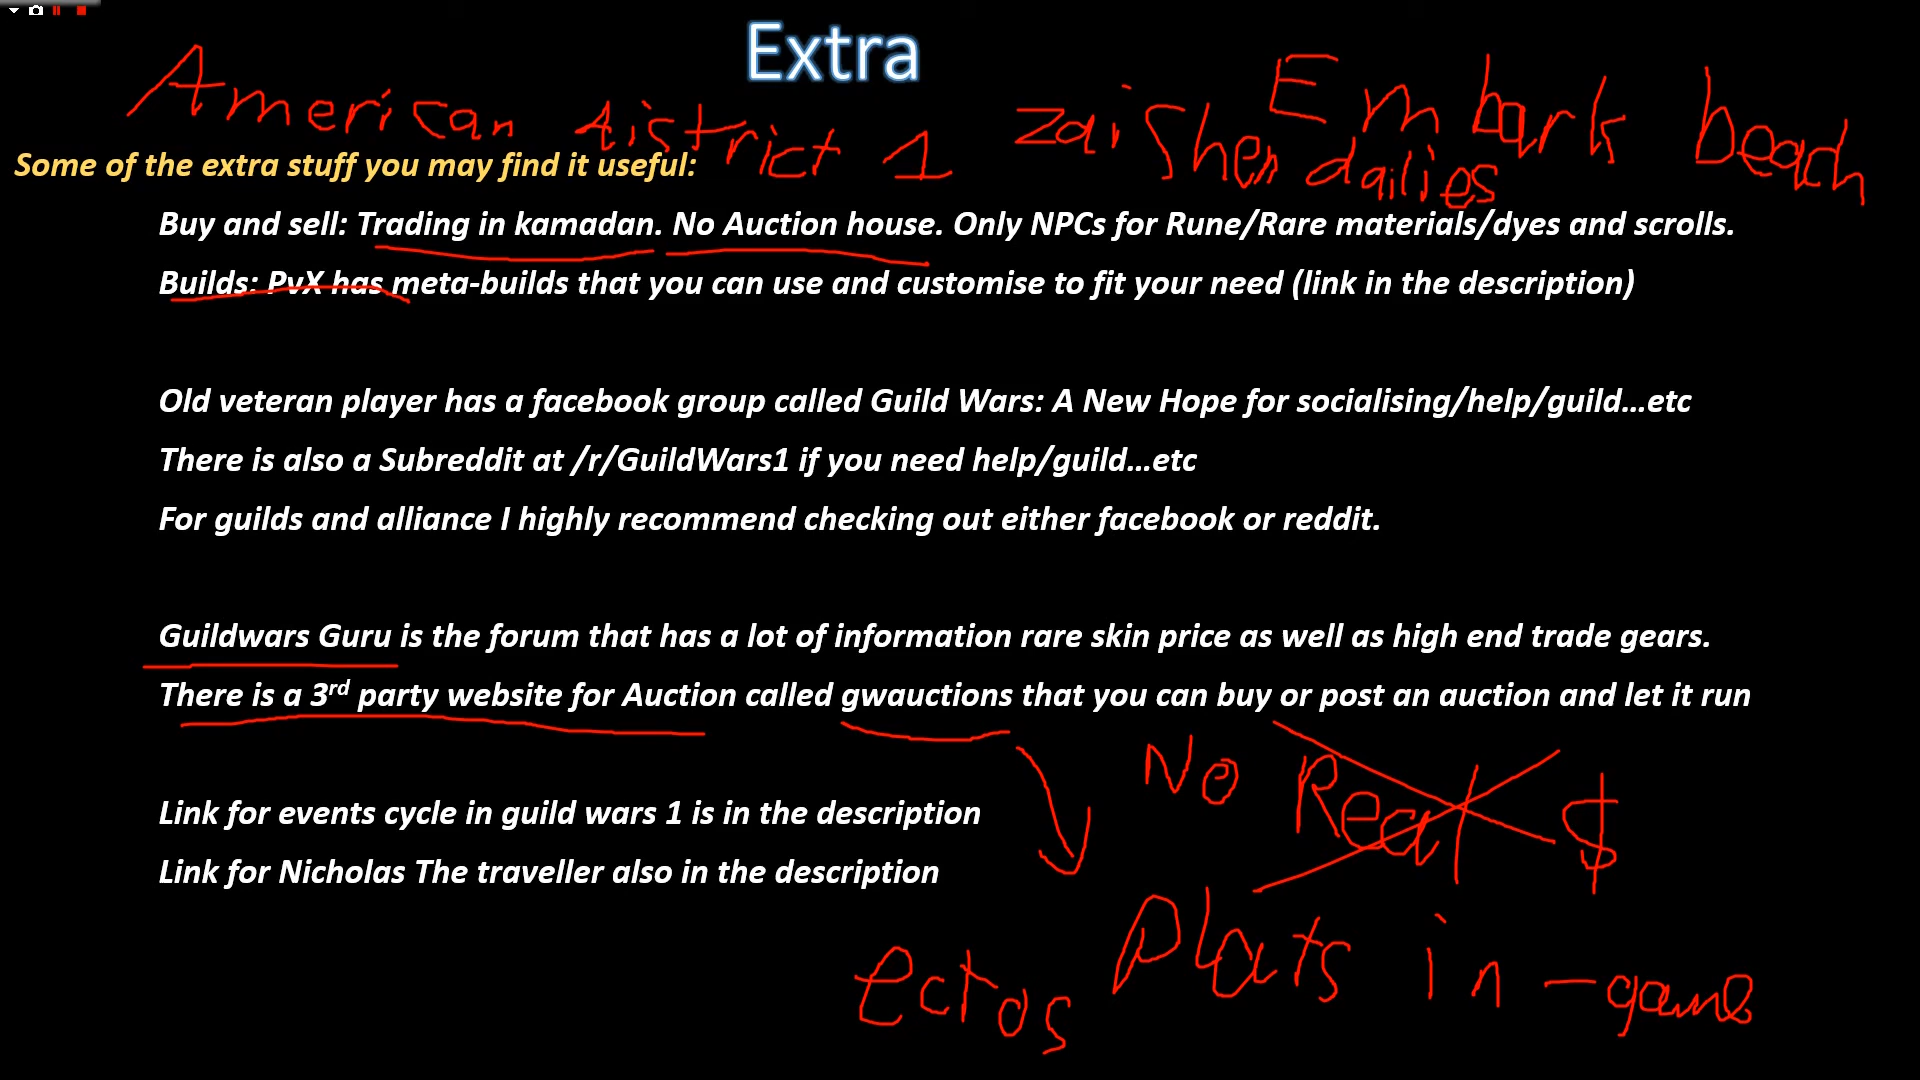 Extra
American district 1
zaishen dailies
Embark beach
Some of the extra stuff you may find it useful:
Buy and sell: Trading in kamadan. No Auction house. Only NPCs for Rune/Rare materials/dyes and scrolls.
Builds: PvX has meta-builds that you can use and customise to fit your need (link in the description)
Old veteran player has a facebook group called Guild Wars: A New Hope for socialising/help/guild...etc
There is also a Subreddit at /r/GuildWars1 if you need help/guild...etc
For guilds and alliance I highly recommend checking out either facebook or reddit.
Guildwars Guru is the forum that has a lot of information rare skin price as well as high end trade gears.
There is a 3rd party website for Auction called gwauctions that you can buy or post an auction and let it run
No Real $
Link for events cycle in guild wars 1 is in the description
Link for Nicholas The traveller also in the description
ectos plats in-game